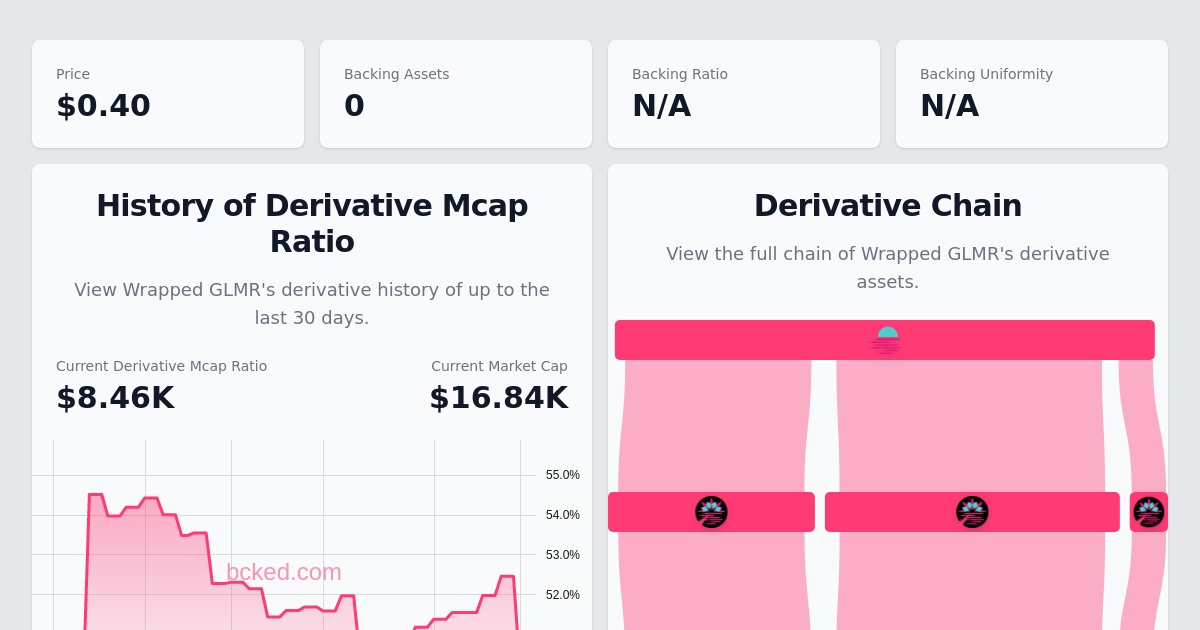 Price
$0.40
Backing Assets
0
Backing Ratio
N/A
Backing Uniformity
N/A
History of Derivative Mcap
Ratio
View Wrapped GLMR's derivative history of up to the
last 30 days.
Current Derivative Mcap Ratio
$8.46K
Current Market Cap
$16.84K
55.0%
54.0%
53.0%
52.0%
bcked.com
Derivative Chain
View the full chain of Wrapped GLMR's derivative
assets.